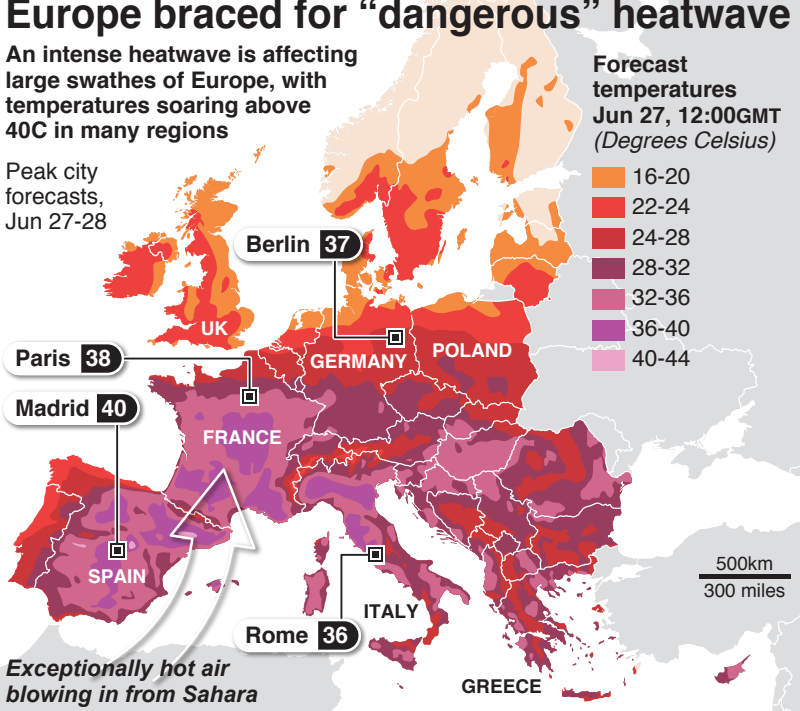 Europe braced for “dangerous” heatwave
An intense heatwave is affecting
large swathes of Europe, with
temperatures soaring above
40C in many regions
Peak city
forecasts,
Jun 27-28
Forecast
temperatures
Jun 27, 12:00GMT
(Degrees Celsius)
16-20
22-24
24-28
28-32
32-36
36-40
40-44
Berlin 37
UK
Paris 38
GERMANY
POLAND
Madrid 40
FRANCE
SPAIN
ITALY
Rome 36
GREECE
500km
300 miles
Exceptionally hot air
blowing in from Sahara